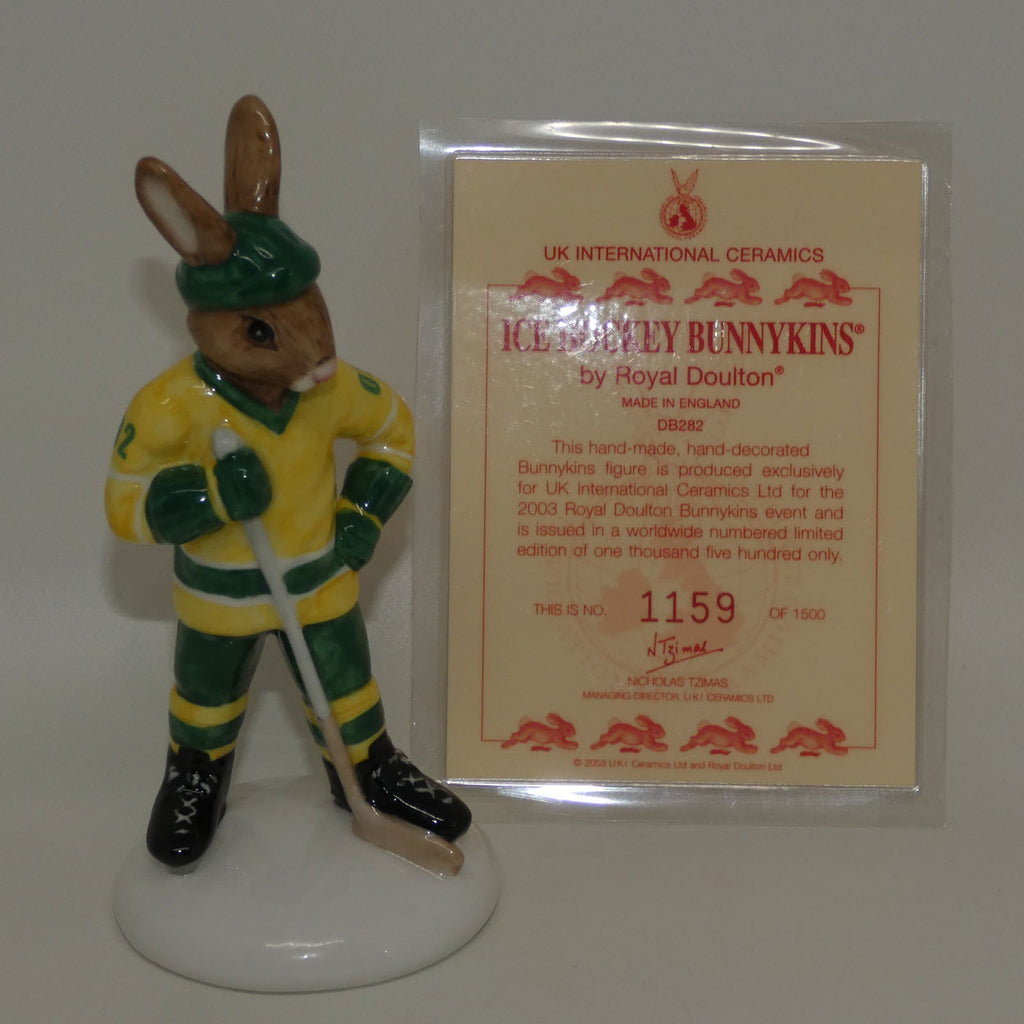 UK INTERNATIONAL CERAMICS
ICE HOCKEY BUNNYKINS®
by Royal Doulton®
MADE IN ENGLAND
DB282
This hand-made, hand-decorated
Bunnykins figure is produced exclusively
for UK International Ceramics Ltd for the
2003 Royal Doulton Bunnykins event and
is issued in a worldwide numbered limited
edition of one thousand five hundred only.
THIS IS NO. 1159 OF 1500
N Tzimas
NICHOLAS TZIMAS
MANAGING DIRECTOR, U.K.I. CERAMICS LTD
© 2003 U.K.I. Ceramics Ltd and Royal Doulton Ltd